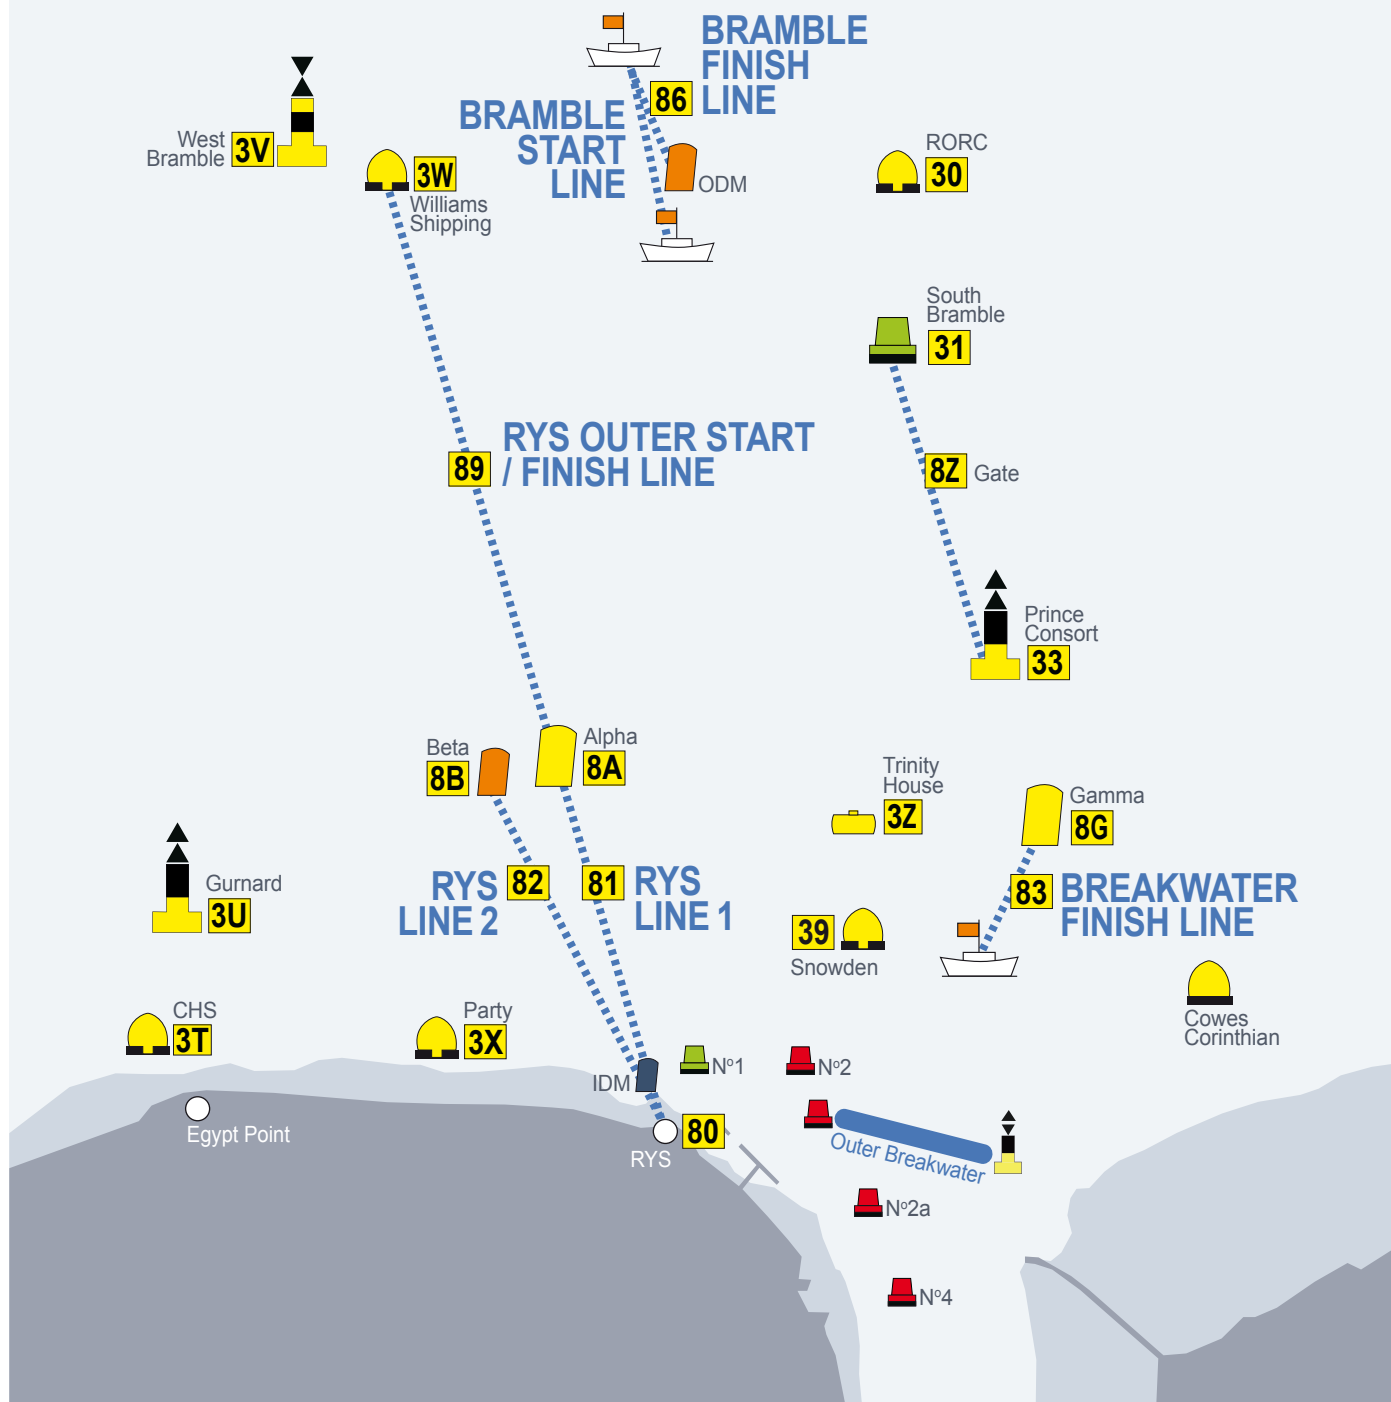 BRAMBLE
FINISH
LINE
86
BRAMBLE
START
LINE
ODM
West
Bramble
3V
3W
Williams
Shipping
RORC
30
South
Bramble
31
RYS OUTER START
/ FINISH LINE
89
8Z
Gate
Prince
Consort
33
Beta
8B
Alpha
8A
Trinity
House
3Z
Gamma
8G
Gurnard
3U
RYS
LINE 2
82
81
RYS
LINE 1
83
BREAKWATER
FINISH LINE
39
Snowden
Cowes
Corinthian
CHS
3T
Party
3X
IDM
Nº1
Nº2
Egypt Point
80
RYS
Outer Breakwater
Nº2a
Nº4